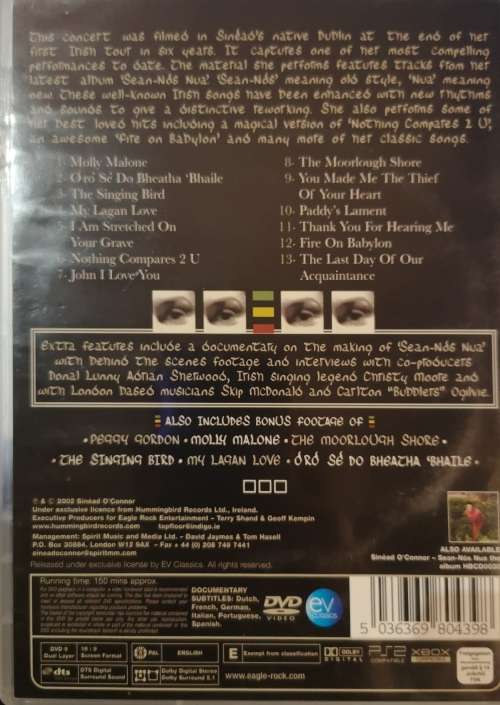 This concert was filmed in Sinéad's native Dublin at the end of her
first Irish tour in six years. It captures one of her most compelling
performances to date. The material she performs features tracks from her
latest album 'Sean-Nós Nua' 'Sean-Nós' meaning old style, 'Nua' meaning
new. These well-known Irish songs have been enhanced with new rhythms
and sounds to give a distinctive reworking. She also performs some of
her best loved hits including a magical version of 'Nothing Compares 2 U',
an awesome 'Fire on Babylon' and many more of her classic songs.
1- Molly Malone
2- Óró Sé Do Bheatha 'Bhaile
3- The Singing Bird
4- My Lagan Love
5- I Am Stretched On
Your Grave
6- Nothing Compares 2 U
7- John I Love You
8- The Moorlough Shore
9- You Made Me The Thief
Of Your Heart
10- Paddy's Lament
11- Thank You For Hearing Me
12- Fire On Babylon
13- The Last Day Of Our
Acquaintance
Extra features include a documentary on the making of 'Sean-Nós Nua'
with behind the scenes footage and interviews with co-producers
Donal Lunny Adrian Sherwood, Irish singing legend Christy Moore and
with London based musicians Skip McDonald and Carlton "Bubblers" Ogilvie.
ALSO INCLUDES BONUS FOOTAGE OF
• PEGGY GORDON • MOLLY MALONE • THE MOORLOUGH SHORE •
• THE SINGING BIRD • MY LAGAN LOVE • ÓRÓ SÉ DO BHEATHA 'BHAILE •
℗ & © 2002 Sinéad O'Connor
Under exclusive licence from Hummingbird Records Ltd., Ireland.
Executive Producers for Eagle Rock Entertainment – Terry Shand & Geoff Kempin
www.hummingbirdrecords.com topfloor@indigo.ie
Management: Spirit Music and Media Ltd. – David Jaymas & Tom Hasell
P.O. Box 30884, London W12 9AX – Fax ++ 44 (0) 208 749 7441
sineadoconnor@spiritmm.com
ALSO AVAILABLE
Sinéad O'Connor – Sean-Nós Nua the
album HBCD0030
Released under exclusive license by EV Classics. All rights reserved.
Running time: 150 mins approx.
DOCUMENTARY
SUBTITLES: Dutch,
French, German,
Italian, Portuguese,
Spanish.
DVD
VIDEO
ev
classics
5 036369 804398
DVD 9
Dual Layer
16 : 9
Screen Format
PAL
ENGLISH
E Exempt from classification
DOLBY
DIGITAL
PS2
COMPATIBLE
XBOX
dts
DTS Digital
Surround Sound
Dolby Digital Stereo
Dolby Surround 5.1
www.eagle-rock.com